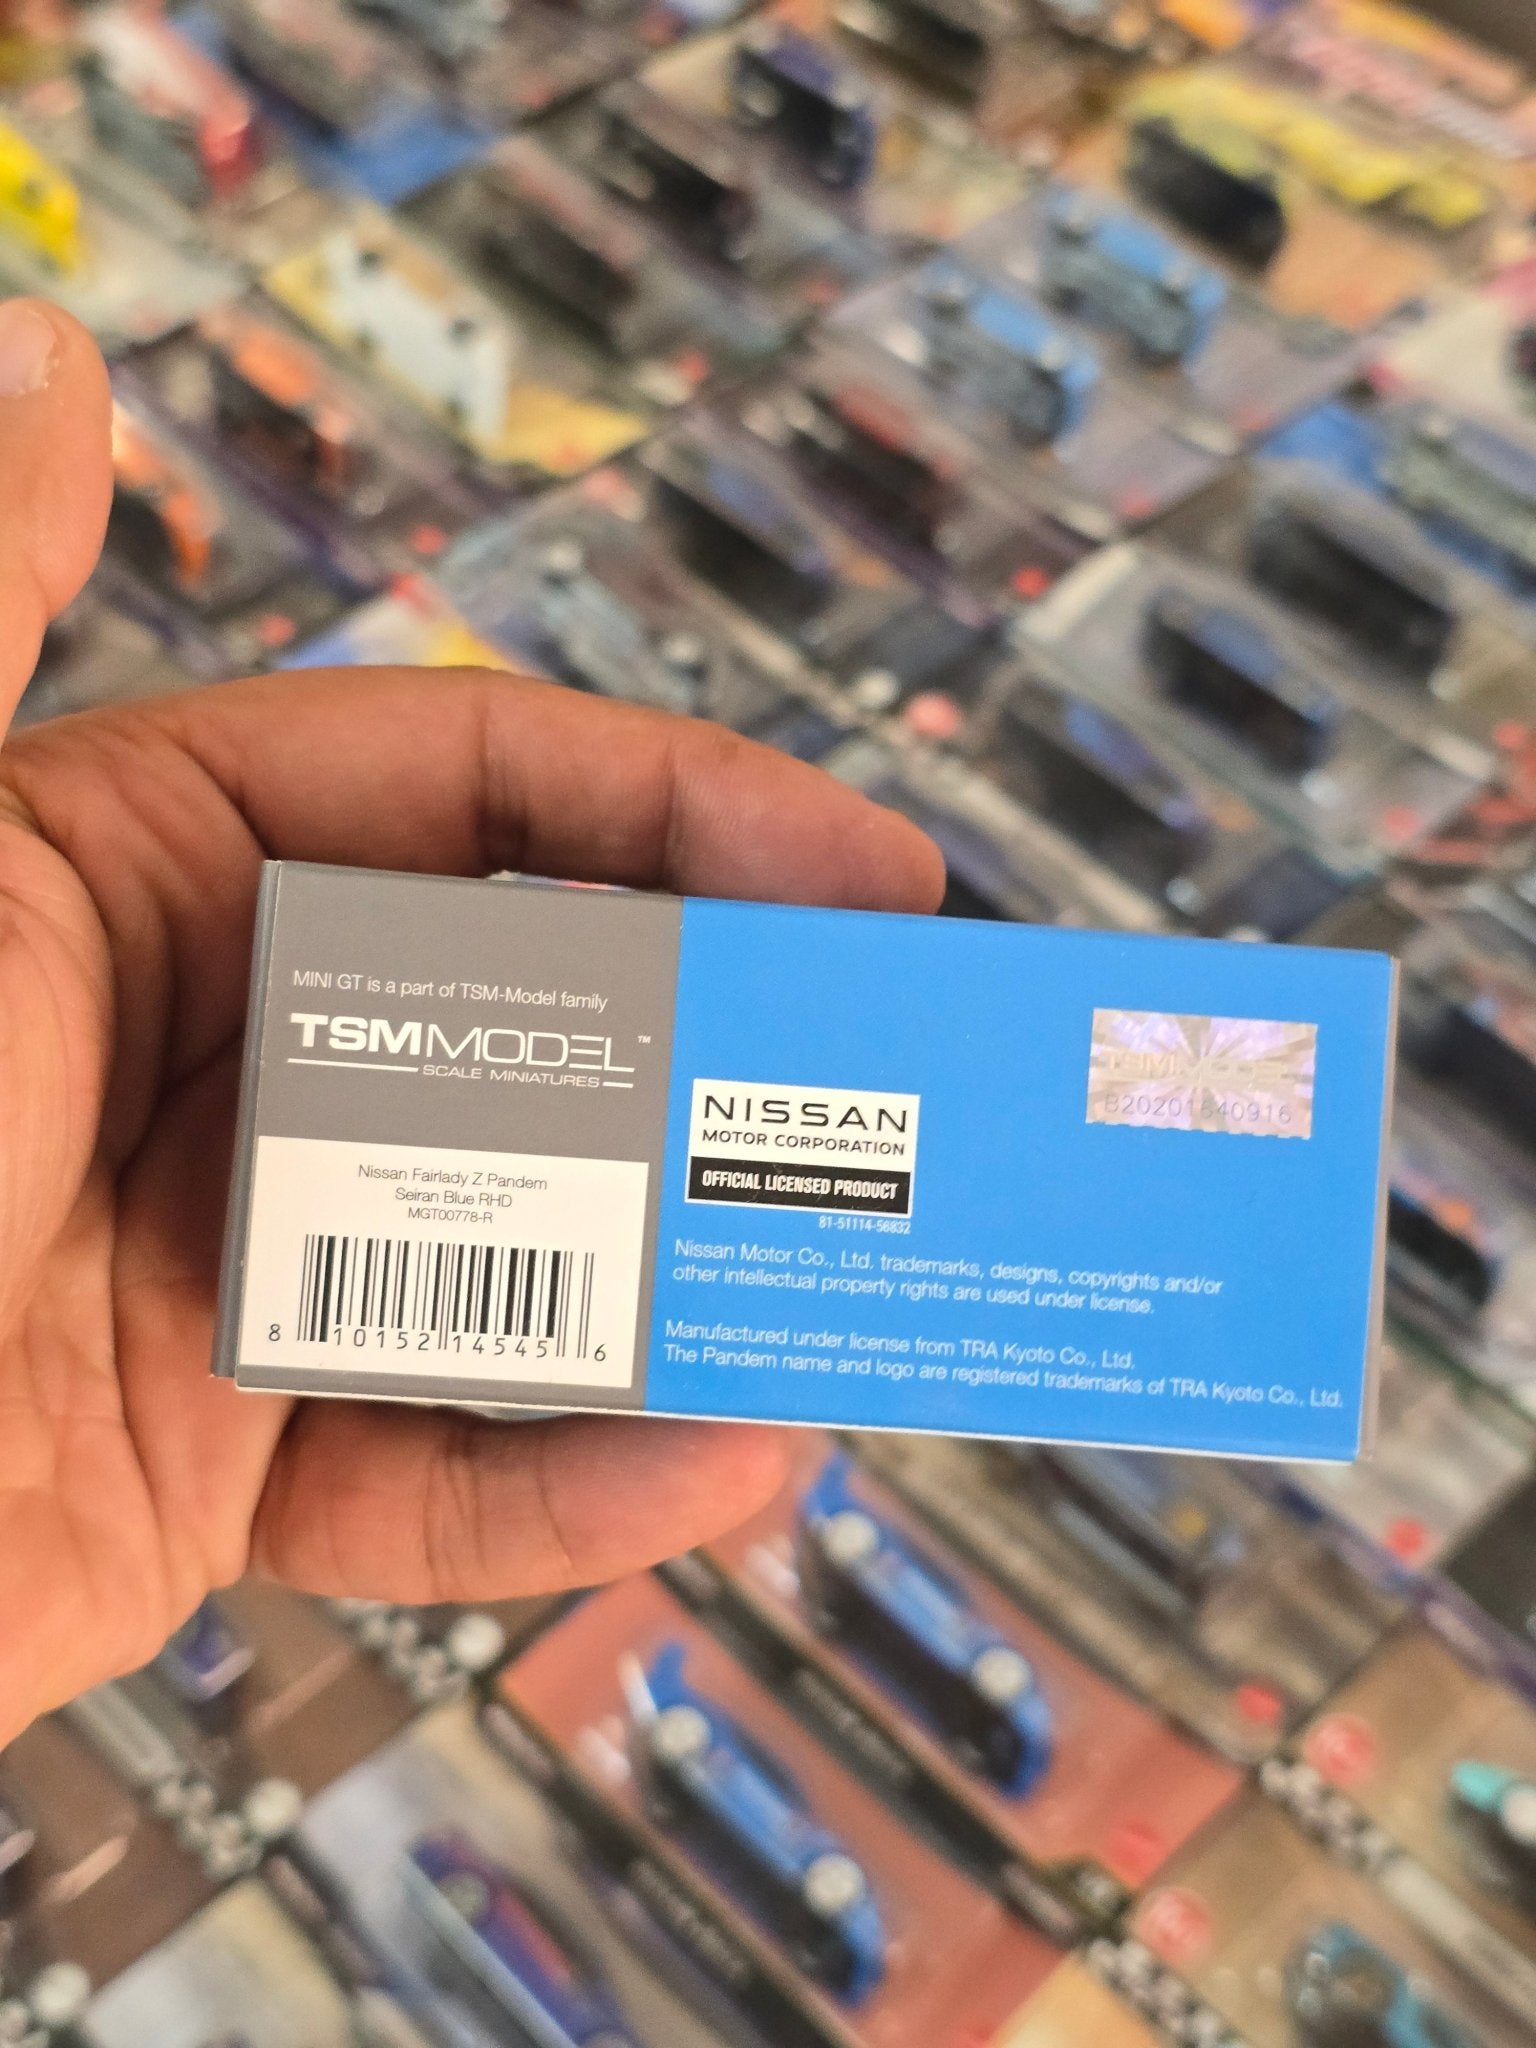 MINI GT is a part of TSM-Model family
TSMMODEL™
SCALE MINIATURES
Nissan Fairlady Z Pandem
Seiran Blue RHD
MGT00778-R
8 10152 14545 6
NISSAN
MOTOR CORPORATION
OFFICIAL LICENSED PRODUCT
81-51114-56832
Nissan Motor Co., Ltd. trademarks, designs, copyrights and/or
other intellectual property rights are used under license.
Manufactured under license from TRA Kyoto Co., Ltd.
The Pandem name and logo are registered trademarks of TRA Kyoto Co., Ltd.
TSMMODEL
B20201640916